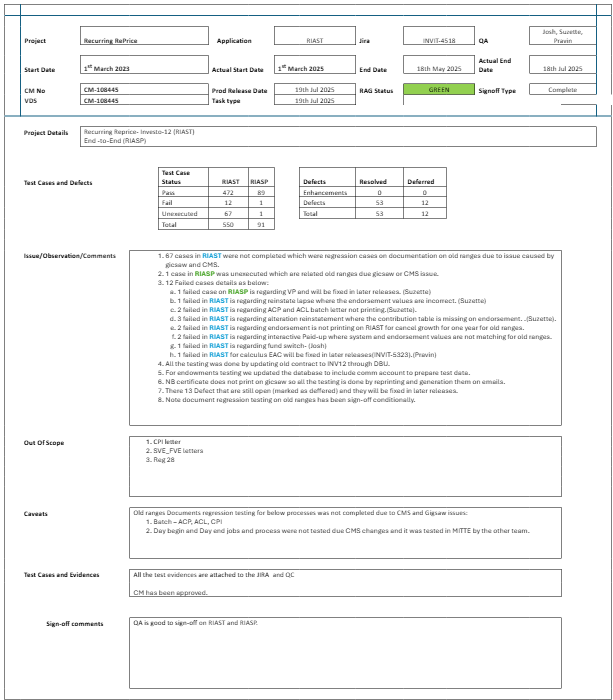 Project Recurring RePrice Application RIAST Jira INVIT-4518 QA Josh, Suzette, Pravin
Start Date 1st March 2023 Actual Start Date 1st March 2025 End Date 18th May 2025 Actual End Date 18th Jul 2025
CM No CM-108445 Prod Release Date 19th Jul 2025 RAG Status GREEN Signoff Type Complete
VDS CM-108445 Task type 19th Jul 2025
Project Details Recurring Reprice- Investo-12 (RIAST)
End -to-End (RIASP)
Test Cases and Defects
Test Case Status RIAST RIASP
Pass 472 89
Fail 12 1
Unexecuted 67 1
Total 550 91
Defects Resolved Deferred
Enhancements 0 0
Defects 53 12
Total 53 12
Issue/Observation/Comments
1. 67 cases in RIAST were not completed which were regression cases on documentation on old ranges due to issue caused by
gicsaw and CMS.
2. 1 case in RIASP was unexecuted which are related old ranges due gicsaw or CMS issue.
3. 12 Failed cases details as below:
a. 1 failed case on RIASP is regarding VP and will be fixed in later releases. (Suzette)
b. 1 failed in RIAST is regarding reinstate lapse where the endorsement values are incorrect. (Suzette)
c. 2 failed in RIAST is regarding ACP and ACL batch letter not printing.(Suzette).
d. 3 failed in RIAST is regarding alteration reinstatement where the contribution table is missing on endorsement. ..(Suzette).
e. 2 failed in RIAST is regarding endorsement is not printing on RIAST for cancel growth for one year for old ranges.
f. 2 failed in RIAST is regarding interactive Paid-up where system end endorsement values are not matching for old ranges.
g. 1 failed in RIAST is regarding fund switch- (Josh)
h. 1 failed in RIAST for calculus EAC will be fixed in later releases(INVIT-5323).(Pravin)
4. All the testing was done by updating old contract to INV12 through DBU.
5. For endowments testing we updated the database to include comm account to prepare test date.
6. NB certificate does not print on gicsaw so all the testing is done by reprinting and generating them on emails.
7. There 13 Defect that are still open (marked as deffered) and they will be fixed in later releases.
8. Note document regression testing on old ranges has been sign-off conditionally.
Out Of Scope
1. CPI letter
2. SVE_FVE letters
3. Reg 28
Caveats
Old ranges Documents regression testing for below processes was not completed due to CMS and Gigsaw issues:
1. Batch – ACP, ACL, CPI
2. Day begin and Day end jobs and process were not tested due CMS changes and it was tested in MITTE by the other team.
Test Cases and Evidences
All the test evidences are attached to the JIRA and QC
CM has been approved.
Sign-off comments
QA is good to sign-off on RIAST and RIASP.